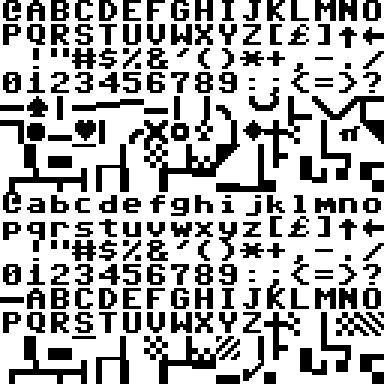 @ABCDEFGHIJKLMNO
PQRSTUVWXYZ[£]↑←
!"#$%&'()*+,-./
0123456789:;<=>?
@abcdefghijklmno
pqrstuvwxyz[£]↑←
!"#$%&'()*+,-./
0123456789:;<=>?
ABCDEFGHIJKLMNO
PQRSTUVWXYZ